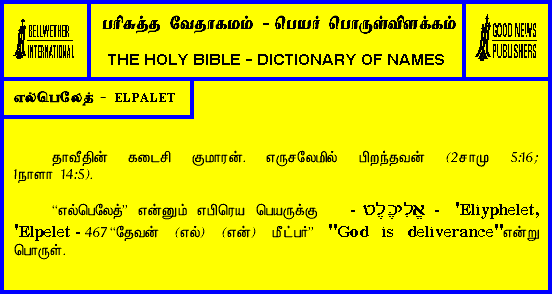 BELLWETHER
INTERNATIONAL
பரிசுத்த வேதாகமம் - பெயர் பொருள்விளக்கம்
THE HOLY BIBLE - DICTIONARY OF NAMES
GOOD NEWS
PUBLISHERS
எல்பெலேத் - ELPALET
தாவீதின் கடைசி குமாரன். எருசலேமில் பிறந்தவன் (2சாமு 5:16;
1நாளா 14:5).
“எல்பெலேத்” என்னும் எபிரெய பெயருக்கு - אֱלִיפֶלֶט - 'Eliyphelet,
'Elpelet - 467 “தேவன் (எல்) (என்) மீட்பர்” "God is deliverance"என்று
பொருள்.